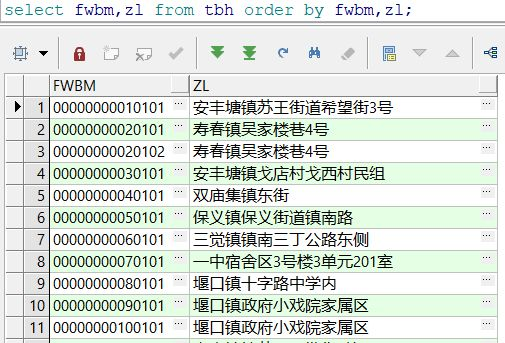 select fwbm,zl from tbh order by fwbm,zl;
FWBM ZL
1 00000000010101 安丰塘镇苏王街道希望街3号
2 00000000020101 寿春镇吴家楼巷4号
3 00000000020102 寿春镇吴家楼巷4号
4 00000000030101 安丰塘镇戈店村戈西村民组
5 00000000040101 双庙集镇东街
6 00000000050101 保义镇保义街道镇南路
7 00000000060101 三觉镇镇南三丁公路东侧
8 00000000070101 一中宿舍区3号楼3单元201室
9 00000000080101 堰口镇十字路中学内
10 00000000090101 堰口镇政府小戏院家属区
11 00000000100101 堰口镇政府小戏院家属区